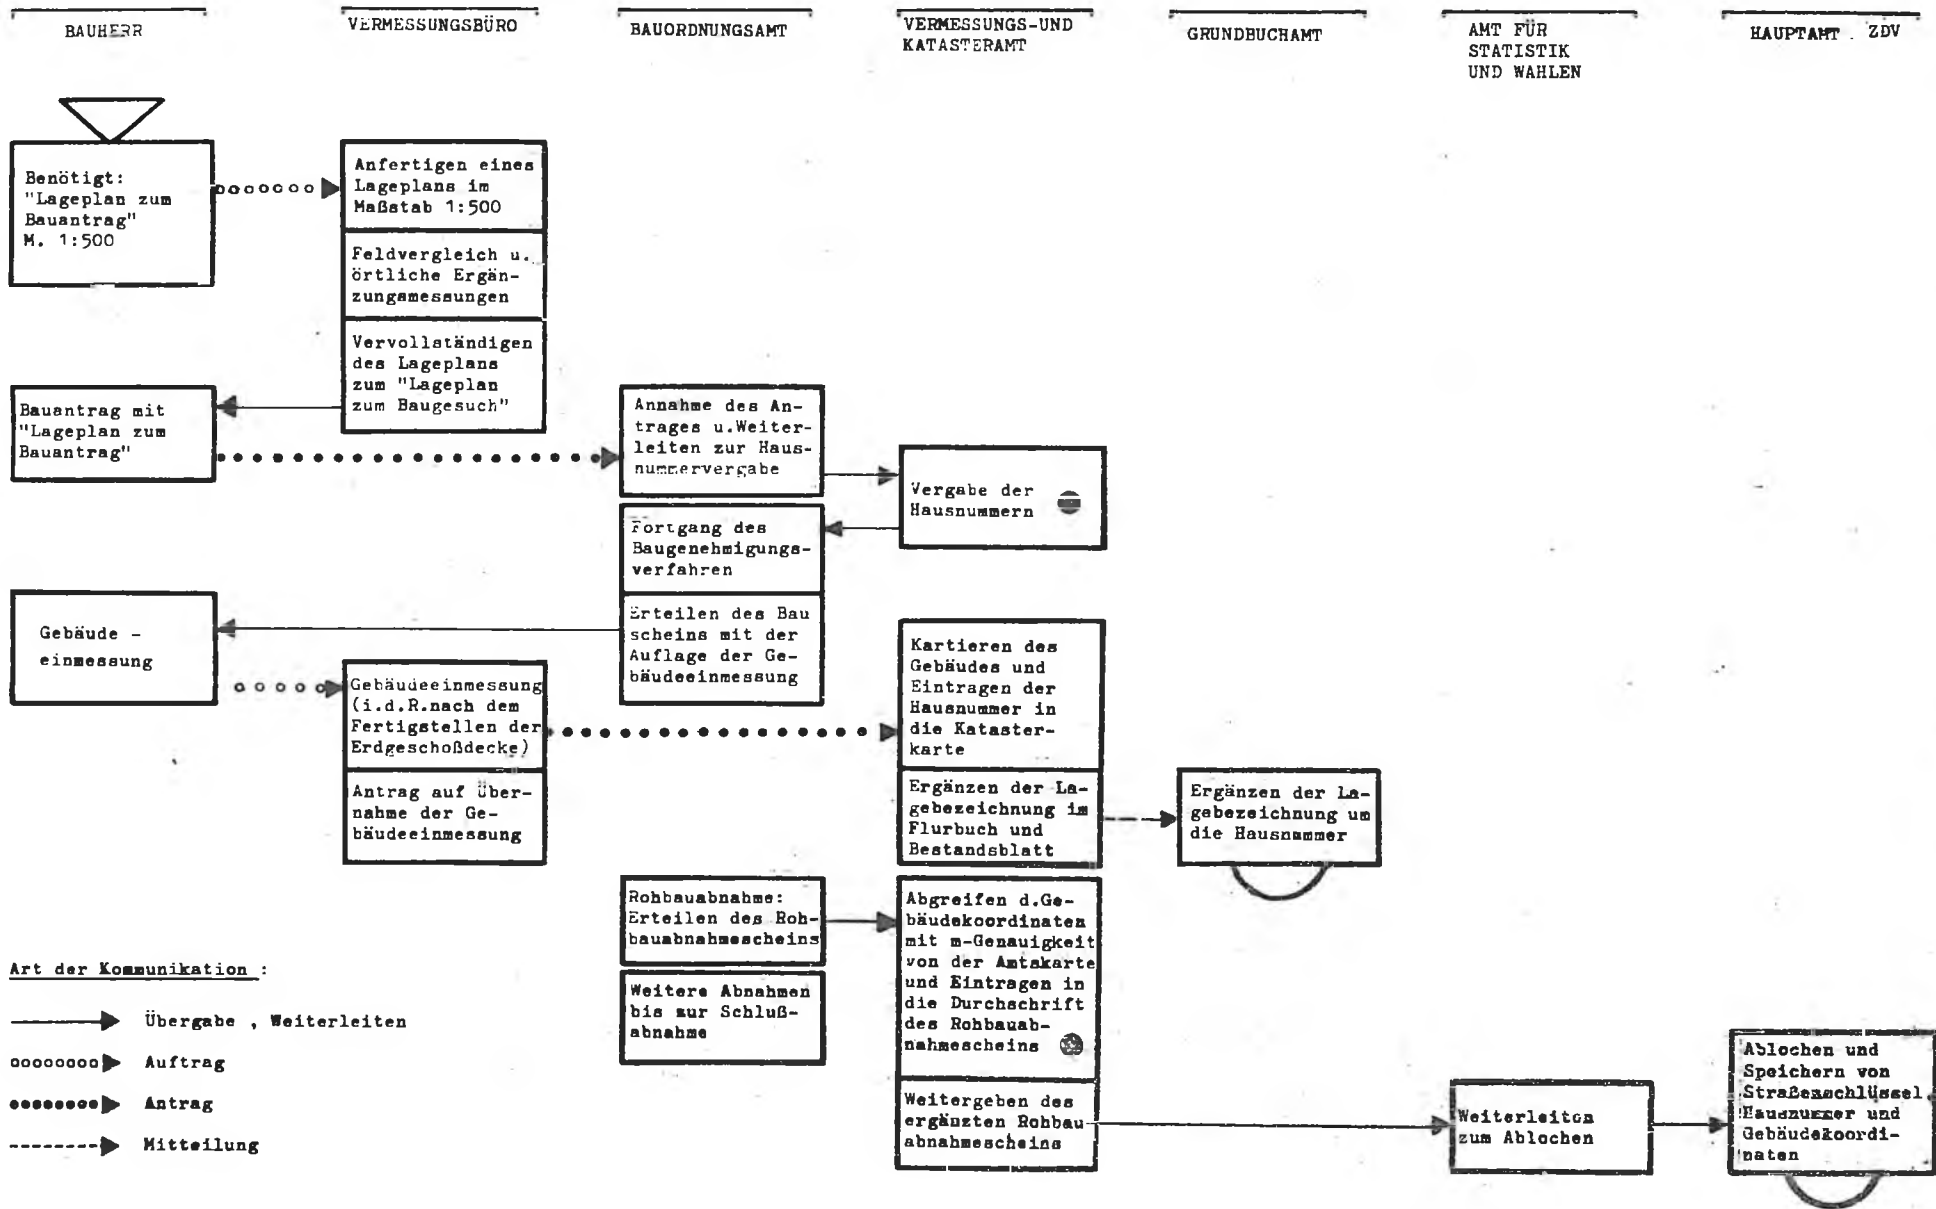 BAUHERR
VERMESSUNGSBÜRO
BAUORDNUNGSAMT
VERMESSUNGS-UND
KATASTERAMT
GRUNDBUCHAMT
AMT FÜR
STATISTIK
UND WAHLEN
HAUPTAMT . ZDV
Benötigt:
"Lageplan zum
Bauantrag"
M. 1:500
Anfertigen eines
Lageplans im
Maßstab 1:500
Feldvergleich u.
örtliche Ergän-
zungsmessungen
Vervollständigen
des Lageplans
zum "Lageplan
zum Baugesuch"
Bauantrag mit
"Lageplan zum
Bauantrag"
Annahme des An-
trages u.Weiter-
leiten zur Haus-
nummervergabe
Vergabe der
Hausnummern
Fortgang des
Baugenehmigungs-
verfahren
Erteilen des Bau
scheins mit der
Auflage der Ge-
bäudeeinmessung
Gebäude -
einmessung
Gebäudeeinmessung
(i.d.R.nach dem
Fertigstellen der
Erdgeschoßdecke)
Antrag auf Über-
nahme der Ge-
bäudeeinmessung
Kartieren des
Gebäudes und
Eintragen der
Hausnummer in
die Kataster-
karte
Ergänzen der La-
gebezeichnung im
Flurbuch und
Bestandsblatt
Ergänzen der La-
gebezeichnung um
die Hausnummer
Rohbauabnahme:
Erteilen des Roh-
bauabnahmescheins
Weitere Abnahmen
bis zur Schluß-
abnahme
Abgreifen d.Ge-
bäudekoordinaten
mit m-Genauigkeit
von der Amtskarte
und Eintragen in
die Durchschrift
des Rohbauab-
nahmescheins
Weitergeben des
ergänzten Rohbau
abnahmescheins
Weiterleiten
zum Ablochen
Ablochen und
Speichern von
Straßenschlüssel
Hausnummer und
Gebäudekoordi-
naten
Art der Kommunikation :
Übergabe , Weiterleiten
Auftrag
Antrag
Mitteilung